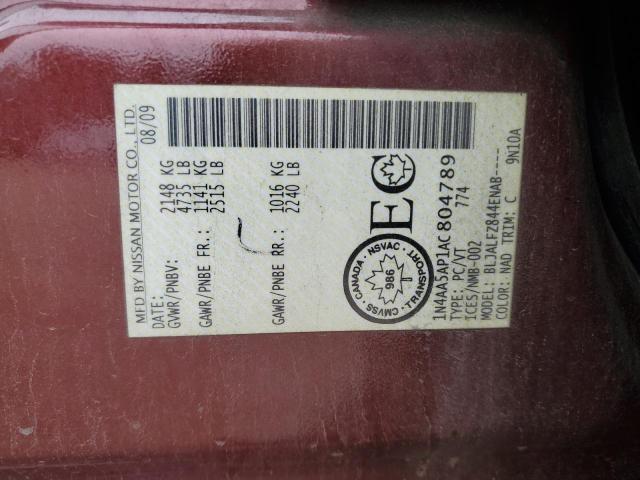 MFD BY NISSAN MOTOR CO., LTD.
DATE: 08/09
GVWR/PNBV: 2148 KG
4735 LB
GAWR/PNBE FR: 1141 KG
2515 LB
GAWR/PNBE RR: 1016 KG
2240 LB
CANADA · NSVAC · TRANSPORT · CMVSS ·
986
EC
1N4AA5AP1AC804789
TYPE: PC/VT 774
ICES/NMB-002
MODEL: BLJALFZ844ENAB----
COLOR: NAD TRIM: C 9N10A